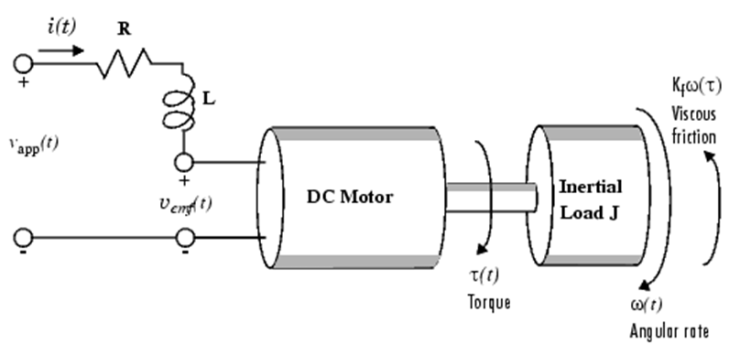 i(t)
R
+
L
v_app(t)
+
v_emf(t)
-
-
DC Motor
τ(t)
Torque
Inertial
Load J
K_fω(τ)
Viscous
friction
ω(t)
Angular rate